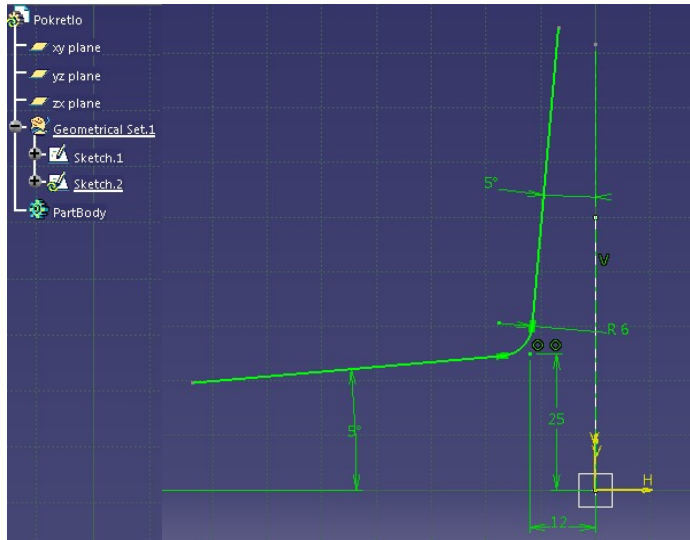 Pokretlo
xy plane
yz plane
zx plane
Geometrical Set.1
Sketch.1
Sketch.2
PartBody
5°
V
R 6
5°
25
H
12